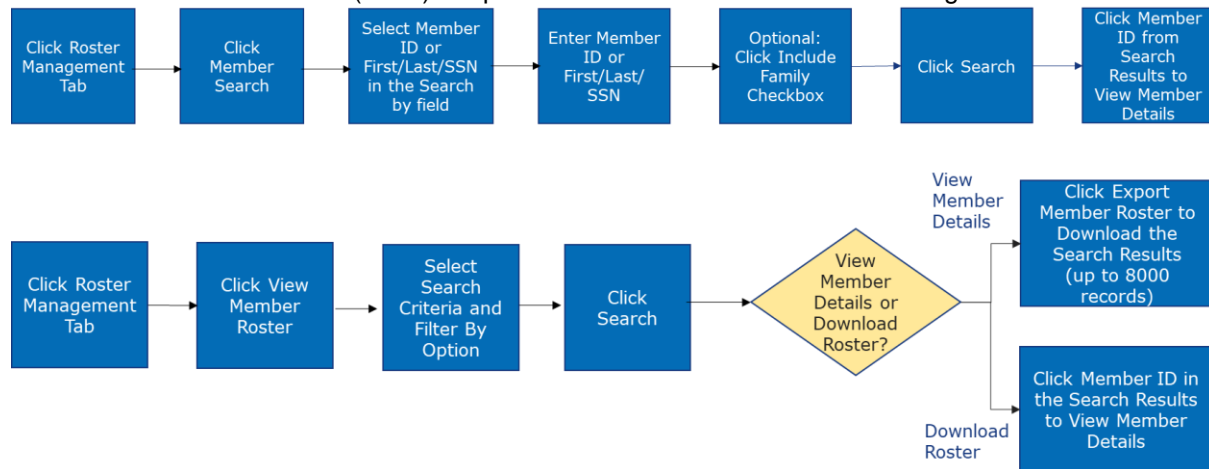 Click Roster
Management
Tab
Click
Member
Search
Select Member
ID or
First/Last/SSN
in the Search
by field
Enter Member
ID or
First/Last/
SSN
Optional:
Click Include
Family
Checkbox
Click Search
Click Member
ID from
Search
Results to
View Member
Details
Click Roster
Management
Tab
Click View
Member
Roster
Select
Search
Criteria and
Filter By
Option
Click
Search
View
Member
Details or
Download
Roster?
View
Member
Details
Click Export
Member Roster to
Download the
Search Results
(up to 8000
records)
Download
Roster
Click Member ID in
the Search Results
to View Member
Details